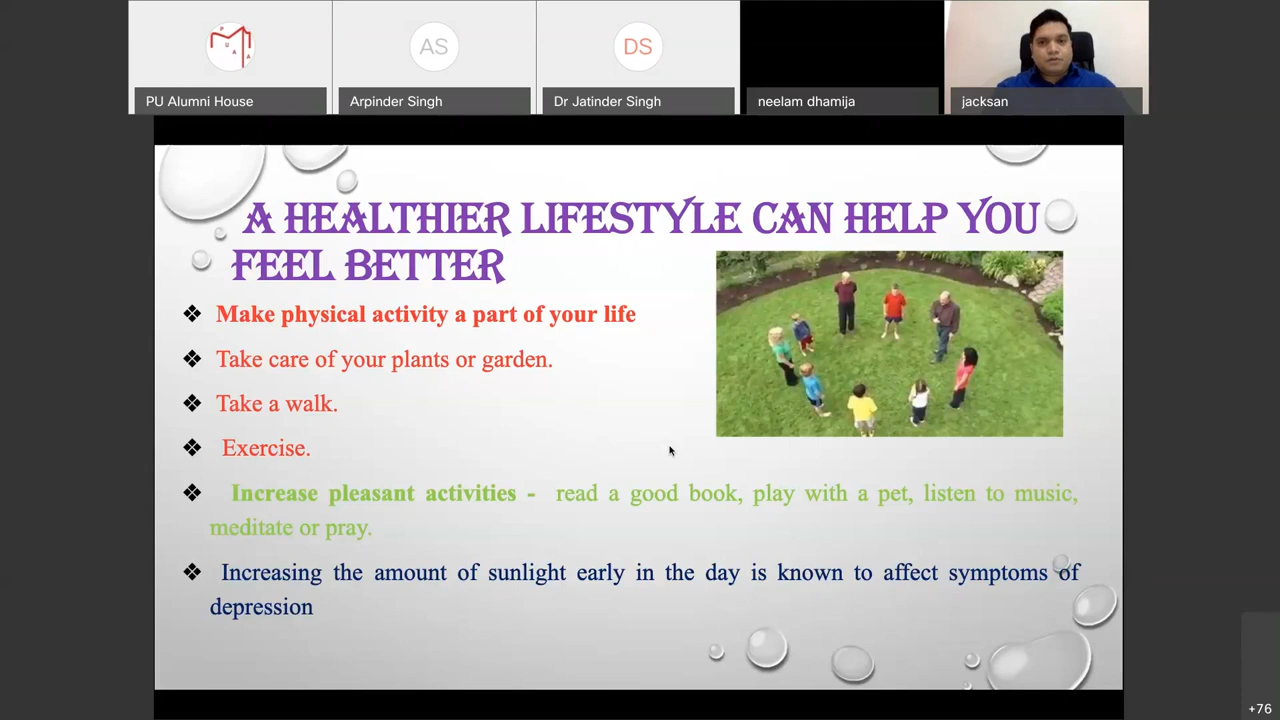 P
U
A
A
AS
DS
PU Alumni House
Arpinder Singh
Dr Jatinder Singh
neelam dhamija
jacksan
A HEALTHIER LIFESTYLE CAN HELP YOU
FEEL BETTER
❖ Make physical activity a part of your life
❖ Take care of your plants or garden.
❖ Take a walk.
❖ Exercise.
❖ Increase pleasant activities - read a good book, play with a pet, listen to music,
meditate or pray.
❖ Increasing the amount of sunlight early in the day is known to affect symptoms of
depression
+76